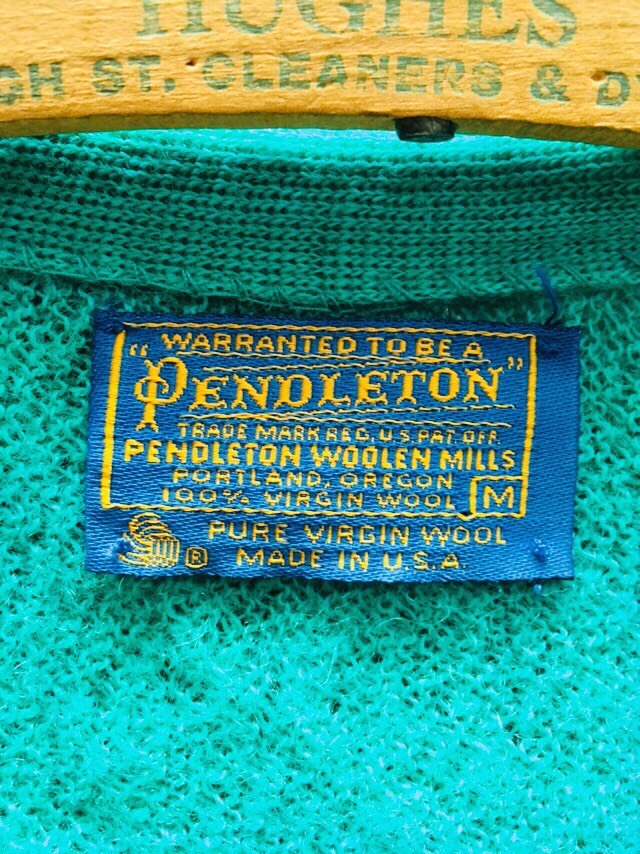 HUGHES
GH ST. CLEANERS & D
WARRANTED TO BE A
"PENDLETON"
TRADE MARK REG. U.S. PAT. OFF.
PENDLETON WOOLEN MILLS
PORTLAND, OREGON
100% VIRGIN WOOL M
® PURE VIRGIN WOOL
MADE IN U.S.A.